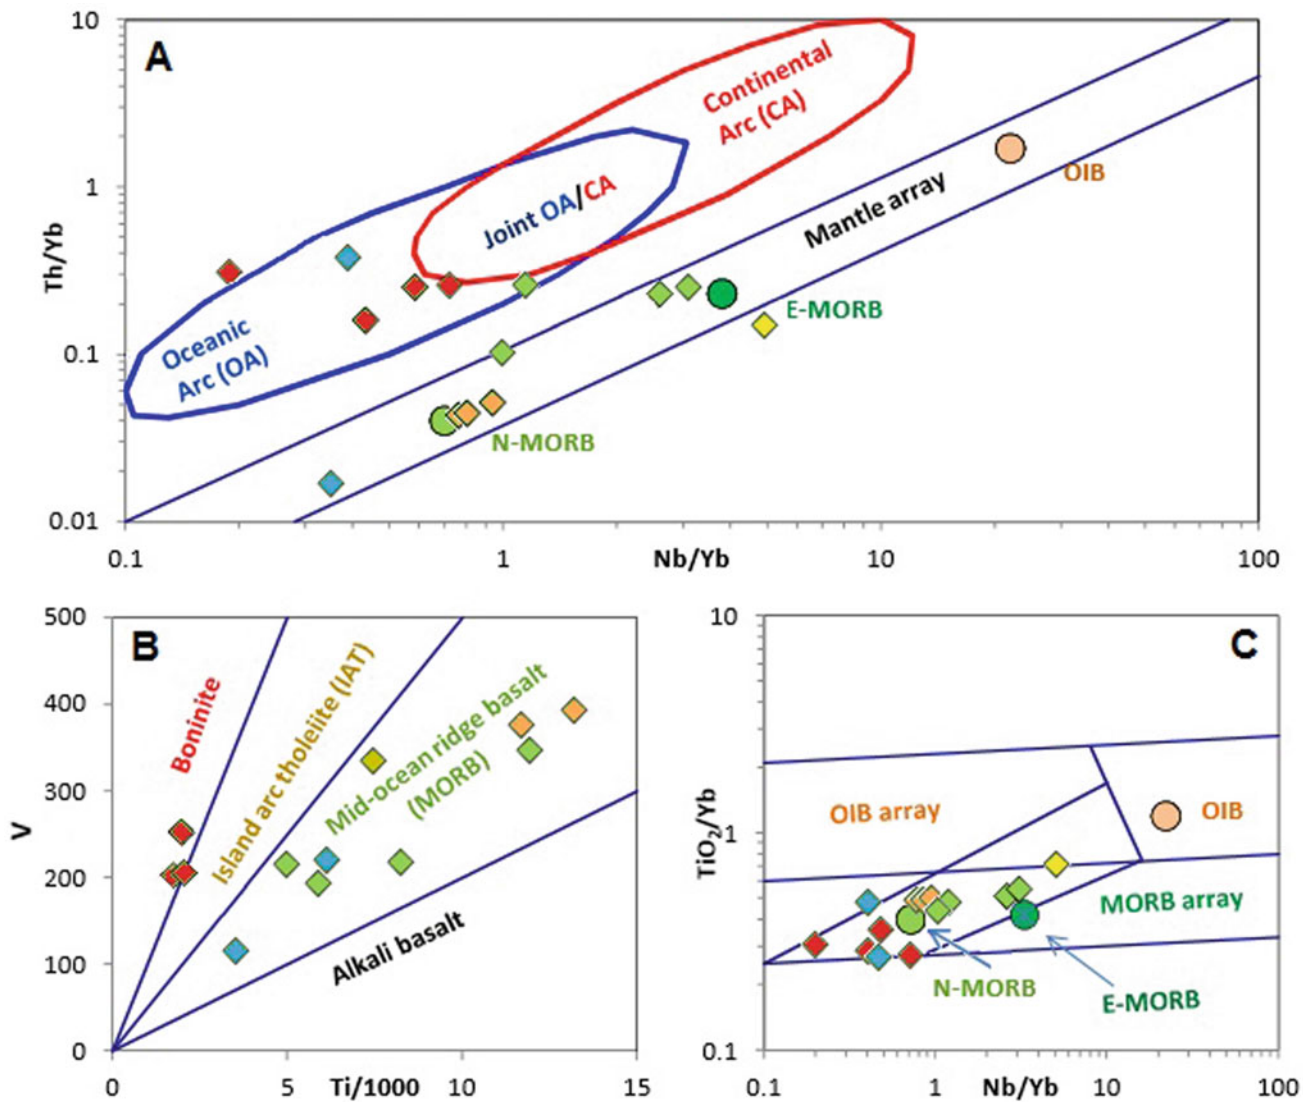 10
A
Continental
Arc (CA)
OIB
1
Joint OA/CA
Mantle array
Th/Yb
E-MORB
Oceanic
Arc (OA)
0.1
N-MORB
0.01
0.1
1
Nb/Yb
10
100
500
B
400
300
200
100
0
V
Boninite
Island arc tholeiite (IAT)
Mid-ocean ridge basalt
(MORB)
Alkali basalt
0
5
Ti/1000
10
15
10
C
TiO2/Yb
OIB array
OIB
1
MORB array
N-MORB
E-MORB
0.1
0.1
1
Nb/Yb
10
100